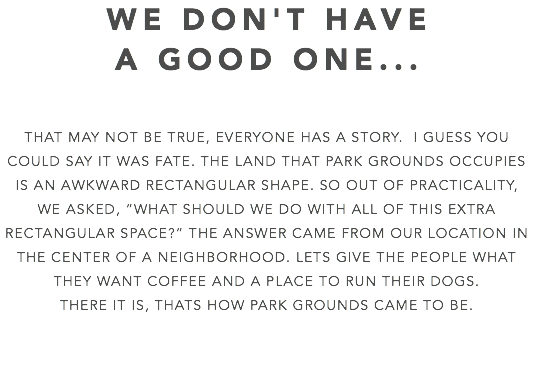 WE DON'T HAVE
A GOOD ONE...
THAT MAY NOT BE TRUE, EVERYONE HAS A STORY.  I GUESS YOU
COULD SAY IT WAS FATE. THE LAND THAT PARK GROUNDS OCCUPIES
IS AN AWKWARD RECTANGULAR SHAPE. SO OUT OF PRACTICALITY,
WE ASKED, “WHAT SHOULD WE DO WITH ALL OF THIS EXTRA
RECTANGULAR SPACE?” THE ANSWER CAME FROM OUR LOCATION IN
THE CENTER OF A NEIGHBORHOOD. LETS GIVE THE PEOPLE WHAT
THEY WANT COFFEE AND A PLACE TO RUN THEIR DOGS.
THERE IT IS, THATS HOW PARK GROUNDS CAME TO BE.